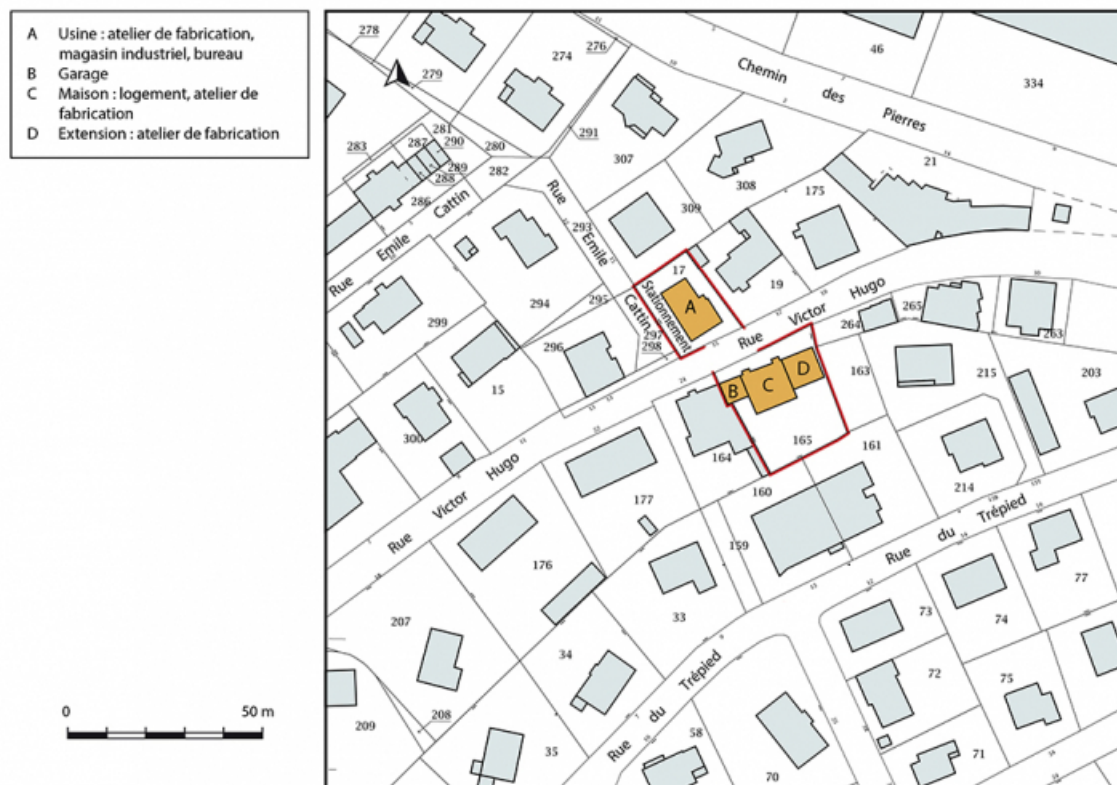 A Usine : atelier de fabrication,
magasin industriel, bureau
B Garage
C Maison : logement, atelier de
fabrication
D Extension : atelier de fabrication
0 50 m
278
279
274
276
46
334
Chemin
des
Pierres
283
287
281
290
280
291
307
289
288
282
286
308
21
175
309
Rue Emile Cattin
Rue Emile Cattin
293
17
19
Stationnement
A
294
295
297
298
299
296
15
300
Rue Victor Hugo
264
265
263
B
C
D
163
215
203
165
161
164
160
214
177
Rue Victor Hugo
159
176
Rue du Trépied
33
77
74
73
207
34
72
75
208
209
35
Rue du Trépied
58
70
71